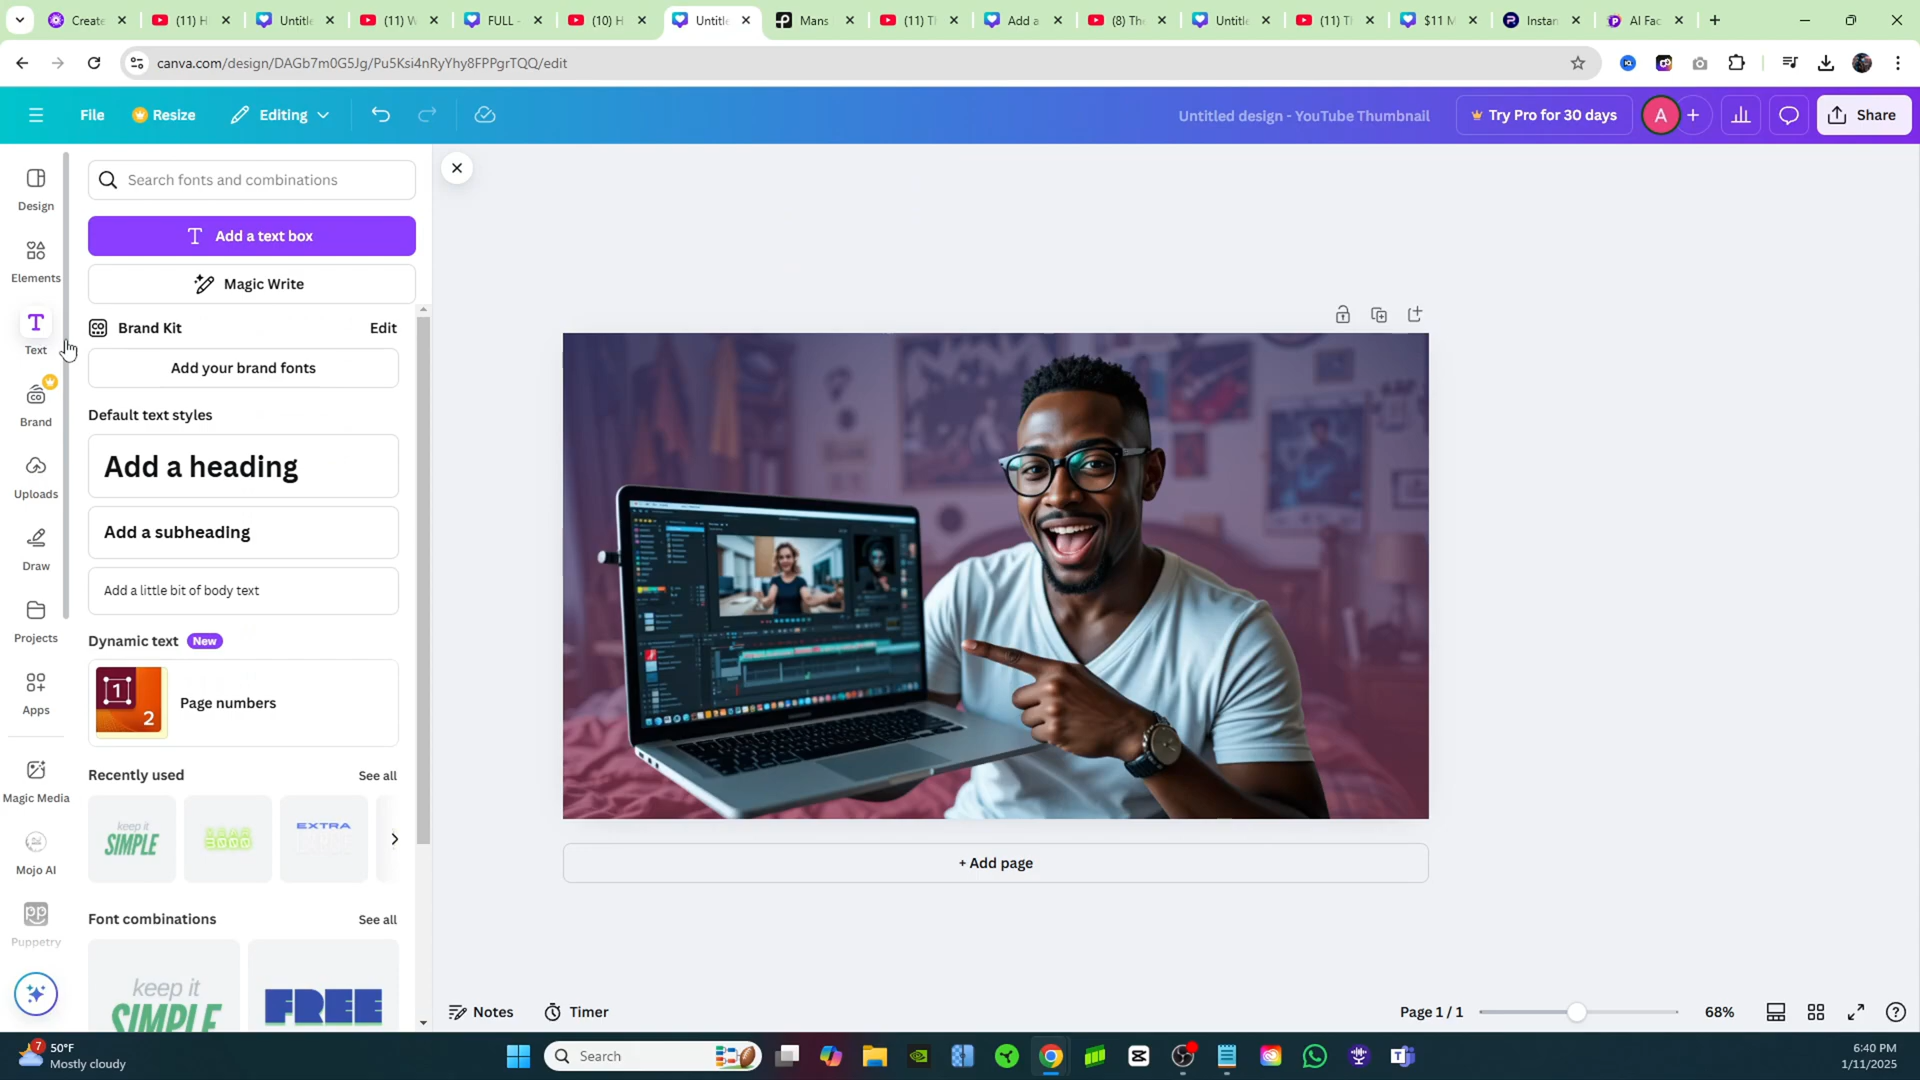 Create
(11) H
Untitle
(11) W
FULL -
(10) H
Untitle
Mans
(11) Th
Add a
(8) The
Untitle
(11) Tl
$11 M
Instan
AI Fac
canva.com/design/DAGb7m0G5Jg/Pu5Ksi4nRyYhy8FPPgrTQQ/edit
File
Resize
Editing
Untitled design - YouTube Thumbnail
Try Pro for 30 days
A
Share
Design
Elements
Text
Brand
Uploads
Draw
Projects
Apps
Magic Media
Mojo AI
Puppetry
Search fonts and combinations
Add a text box
Magic Write
Brand Kit
Edit
Add your brand fonts
Default text styles
Add a heading
Add a subheading
Add a little bit of body text
Dynamic text New
1
2
Page numbers
Recently used
See all
keep it
SIMPLE
EXTRA
LARGE
Font combinations
See all
keep it
SIMPLE
FREE
+ Add page
Notes
Timer
Page 1 / 1
68%
7
50°F
Mostly cloudy
Search
6:40 PM
1/11/2025